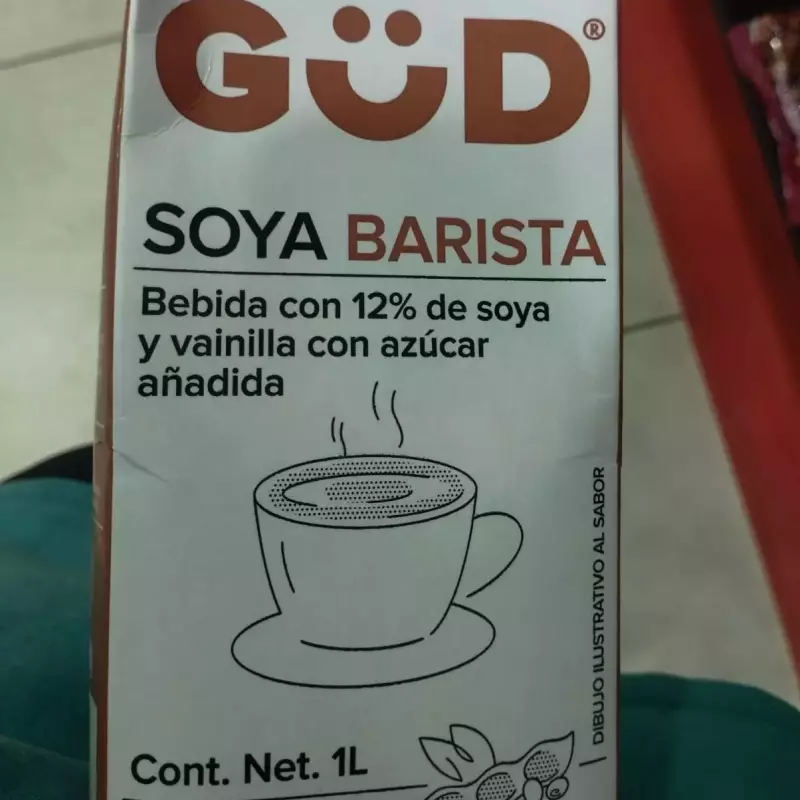 GÜD®
SOYA BARISTA
Bebida con 12% de soya
y vainilla con azúcar
añadida
DIBUJO ILUSTRATIVO AL SABOR
Cont. Net. 1L